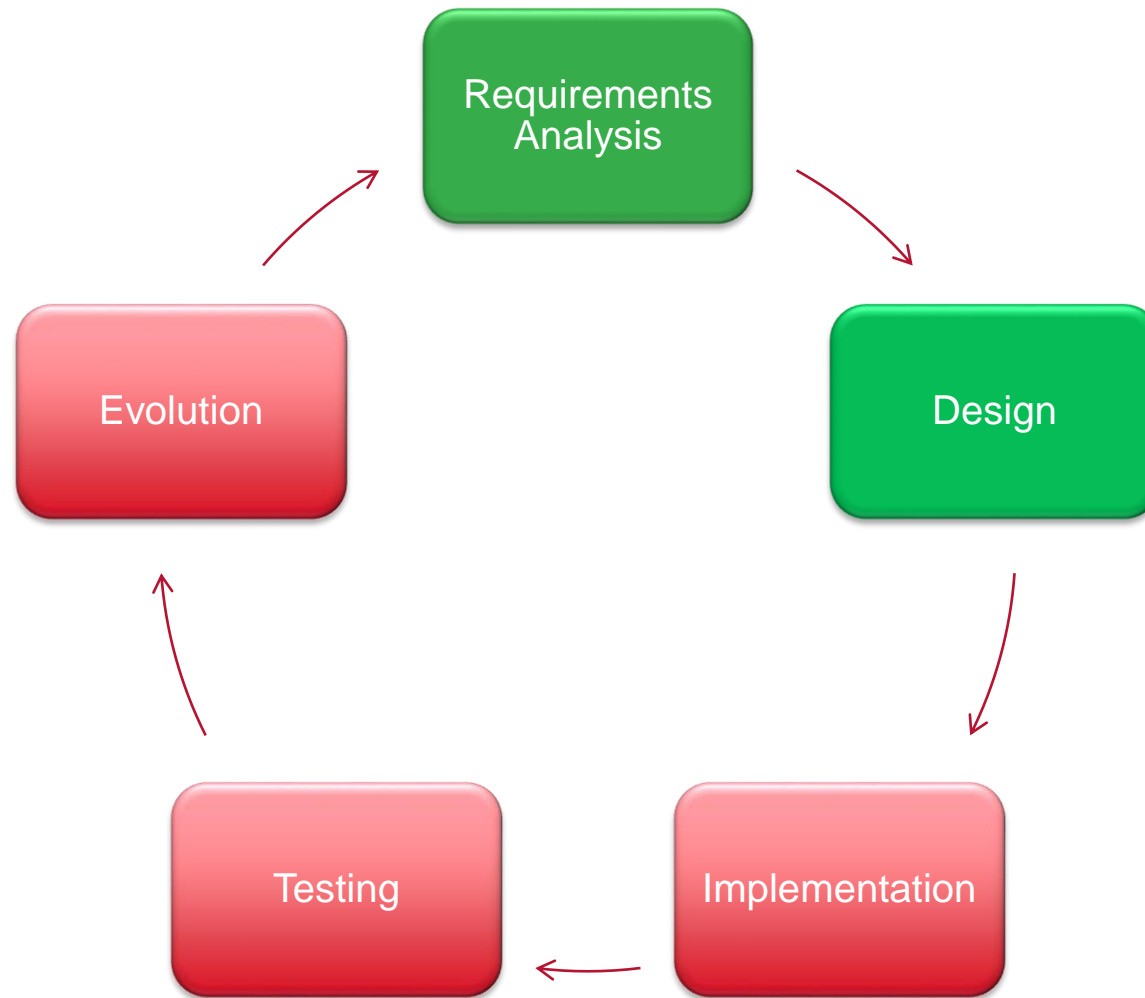 Requirements
Analysis
Evolution
Design
Testing
Implementation